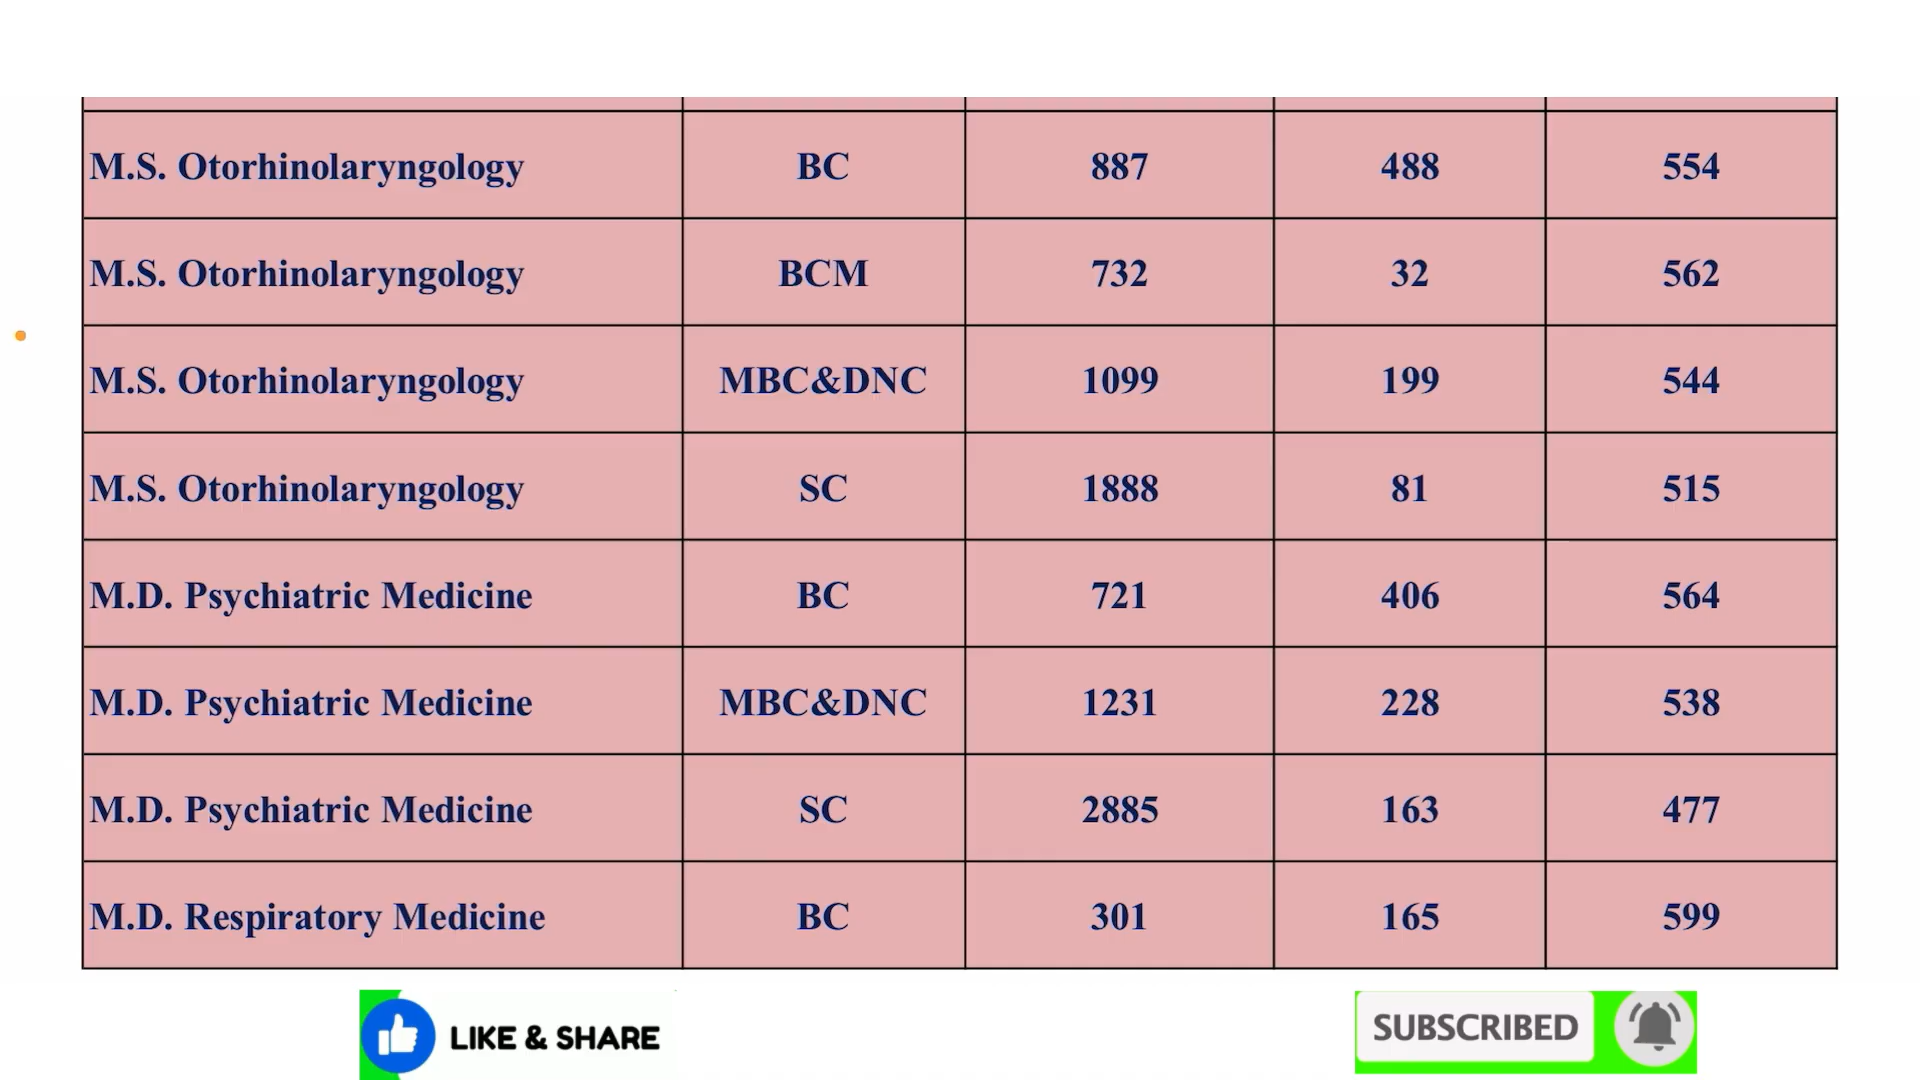 M.S. Otorhinolaryngology BC 887 488 554
M.S. Otorhinolaryngology BCM 732 32 562
M.S. Otorhinolaryngology MBC&DNC 1099 199 544
M.S. Otorhinolaryngology SC 1888 81 515
M.D. Psychiatric Medicine BC 721 406 564
M.D. Psychiatric Medicine MBC&DNC 1231 228 538
M.D. Psychiatric Medicine SC 2885 163 477
M.D. Respiratory Medicine BC 301 165 599
LIKE & SHARE
SUBSCRIBED